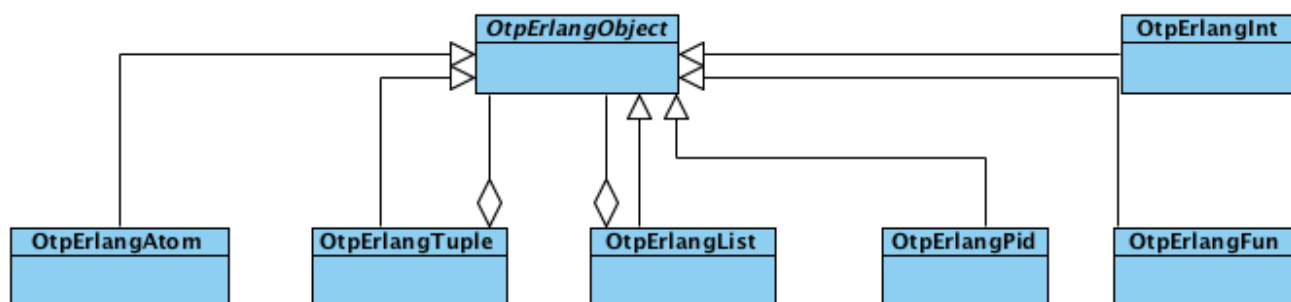 OtpErlangObject
OtpErlangInt
OtpErlangAtom
OtpErlangTuple
OtpErlangList
OtpErlangPid
OtpErlangFun